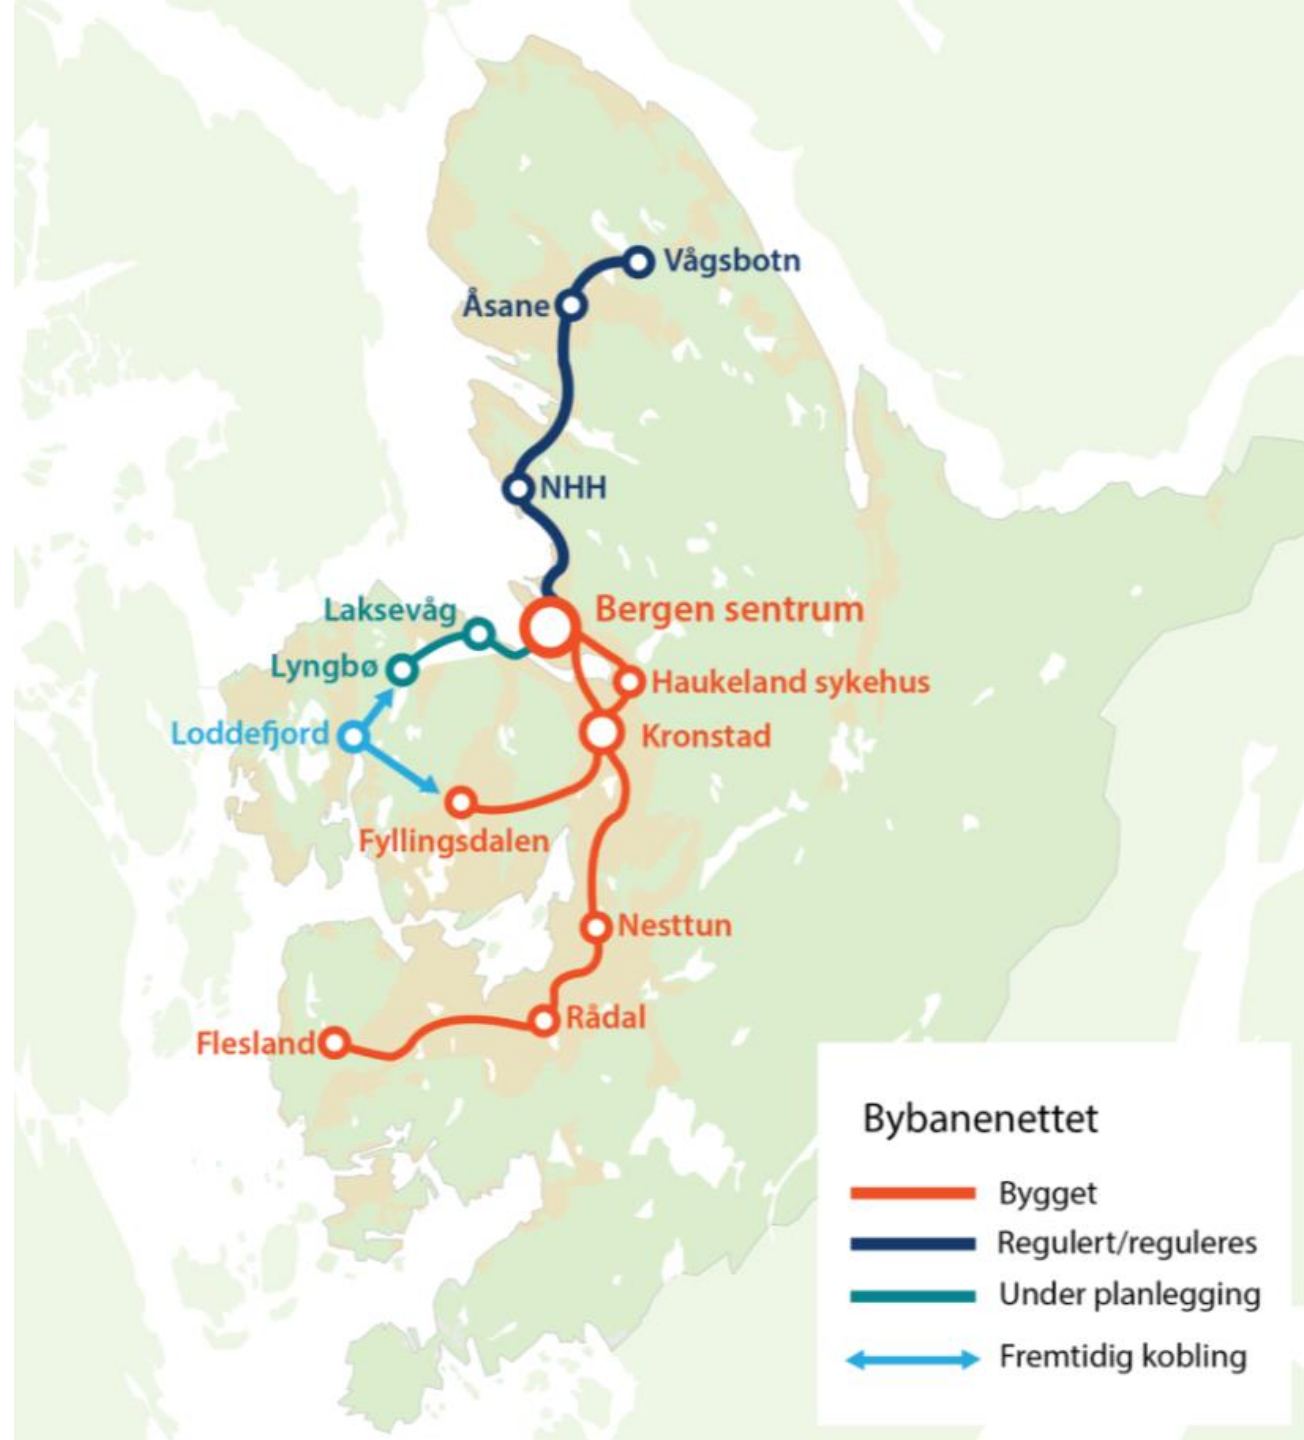 Vågsbotn
Åsane
NHH
Bergen sentrum
Laksevåg
Lyngbø
Haukeland sykehus
Loddefjord
Kronstad
Fyllingsdalen
Nesttun
Rådal
Flesland
Bybanenettet
Bygget
Regulert/reguleres
Under planlegging
Fremtidig kobling